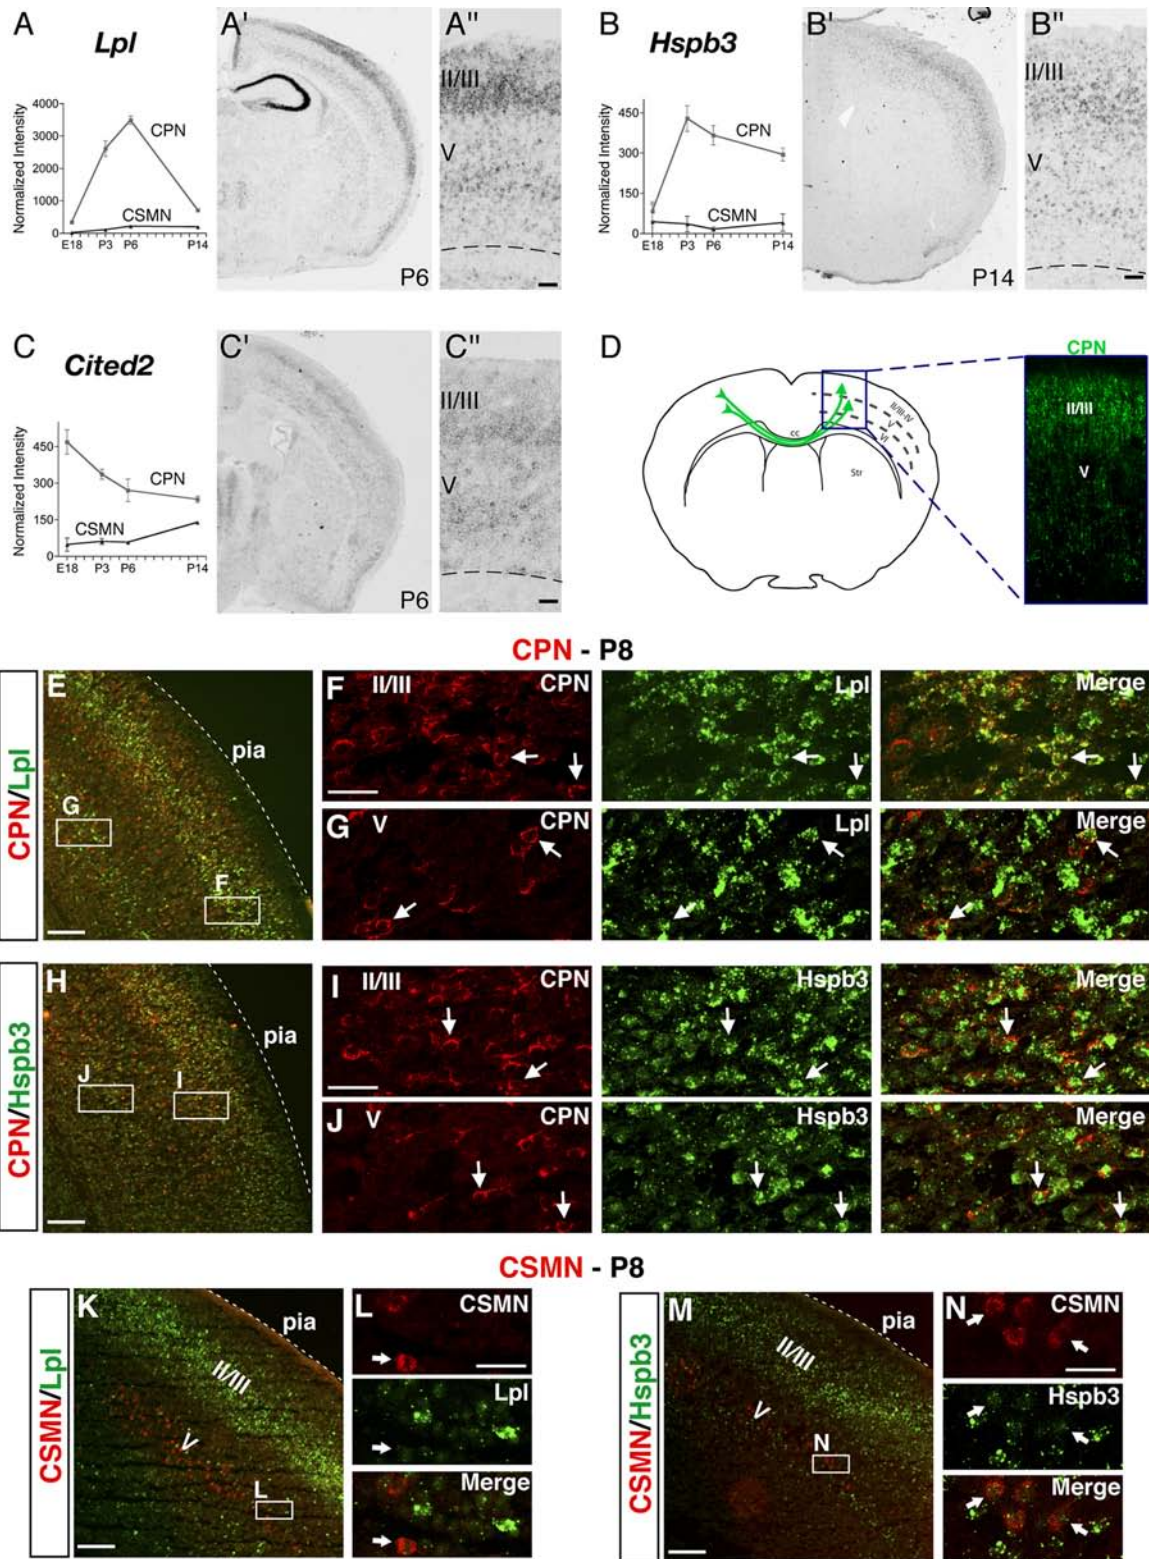 A
Lpl
Normalized Intensity
4000
3000
2000
1000
0
E18
P3
P6
P14
CPN
CSMN
A'
P6
A"
II/III
V
B
Hspb3
Normalized Intensity
450
300
150
0
E18
P3
P6
P14
CPN
CSMN
B'
P14
B"
II/III
V
C
Cited2
Normalized Intensity
450
300
150
0
E18
P3
P6
P14
CPN
CSMN
C'
P6
C"
II/III
V
D
cc
Str
II/III-IV
V
VI
CPN
II/III
V
CPN - P8
CPN/Lpl
E
pia
G
F
F
II/III
CPN
Lpl
Merge
G
V
CPN
Lpl
Merge
CPN/Hspb3
H
pia
J
I
I
II/III
CPN
Hspb3
Merge
J
V
CPN
Hspb3
Merge
CSMN - P8
CSMN/Lpl
K
pia
II/III
V
L
L
CSMN
Lpl
Merge
CSMN/Hspb3
M
pia
II/III
V
N
N
CSMN
Hspb3
Merge